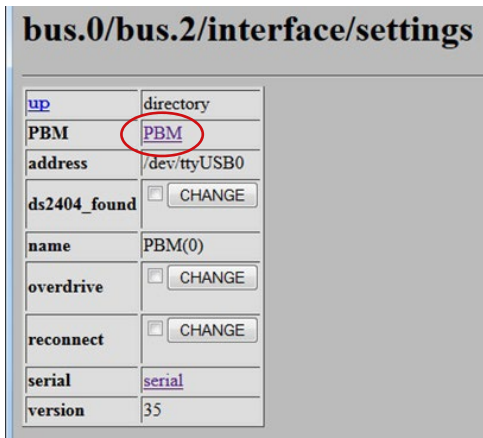 bus.0/bus.2/interface/settings
up directory
PBM PBM
address /dev/ttyUSB0
ds2404_found CHANGE
name PBM(0)
overdrive CHANGE
reconnect CHANGE
serial serial
version 35